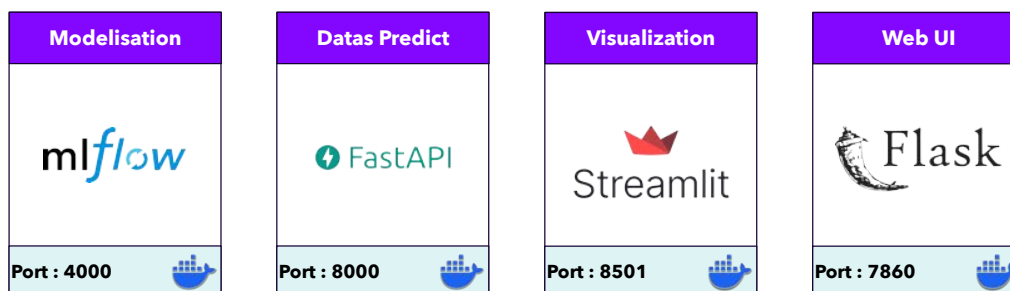 Modelisation
mlflow
Port : 4000
Datas Predict
FastAPI
Port : 8000
Visualization
Streamlit
Port : 8501
Web UI
Flask
Port : 7860